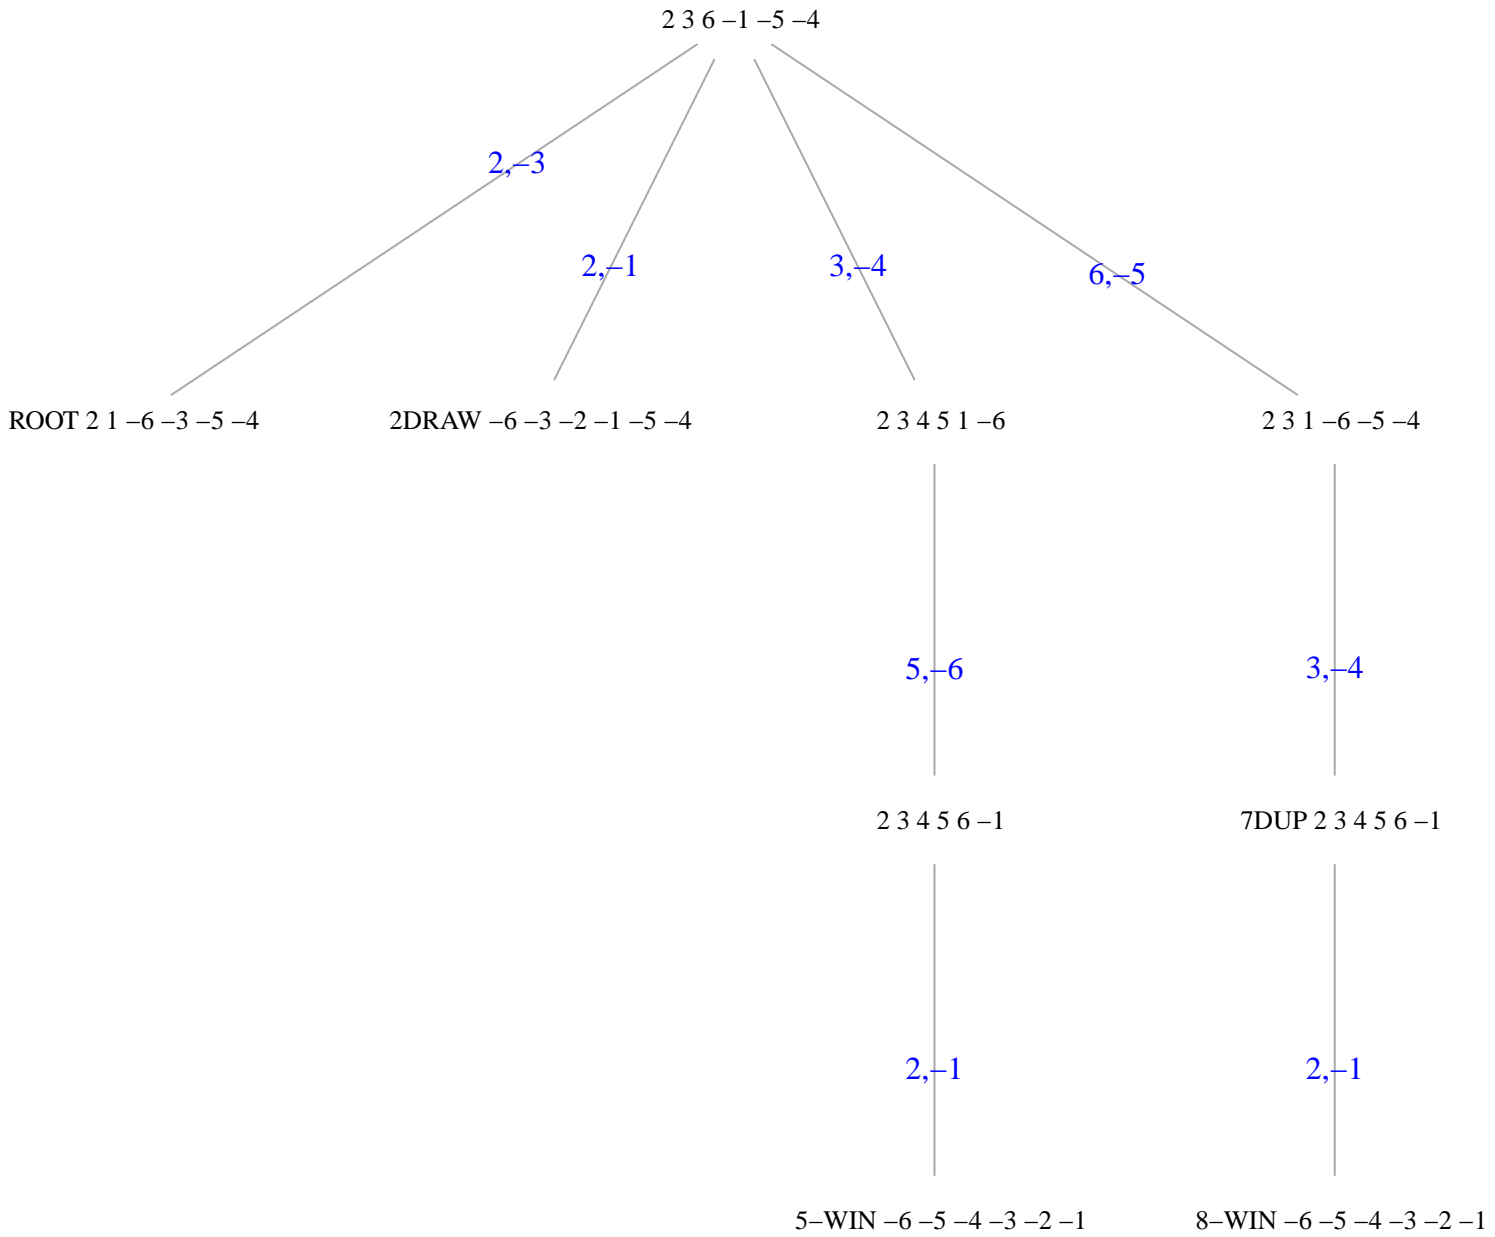 2 3 6 –1 –5 –4
2,–3
2,–1
3,–4
6,–5
ROOT 2 1 –6 –3 –5 –4
2DRAW –6 –3 –2 –1 –5 –4
2 3 4 5 1 –6
2 3 1 –6 –5 –4
5,–6
3,–4
2 3 4 5 6 –1
7DUP 2 3 4 5 6 –1
2,–1
2,–1
5–WIN –6 –5 –4 –3 –2 –1
8–WIN –6 –5 –4 –3 –2 –1